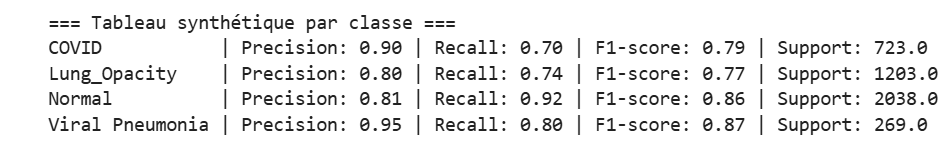 === Tableau synthétique par classe ===
COVID           | Precision: 0.90 | Recall: 0.70 | F1-score: 0.79 | Support: 723.0
Lung_Opacity    | Precision: 0.80 | Recall: 0.74 | F1-score: 0.77 | Support: 1203.0
Normal          | Precision: 0.81 | Recall: 0.92 | F1-score: 0.86 | Support: 2038.0
Viral Pneumonia | Precision: 0.95 | Recall: 0.80 | F1-score: 0.87 | Support: 269.0